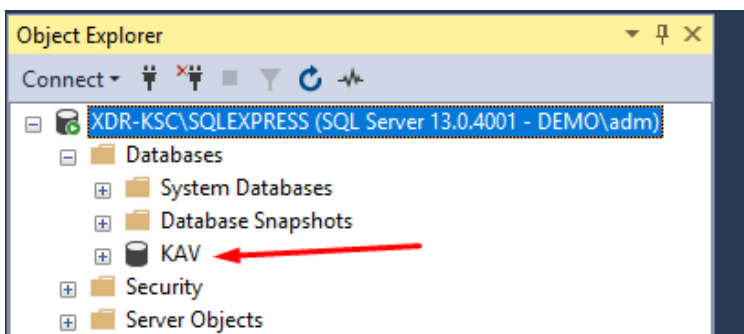 Object Explorer
Connect
XDR-KSC\SQLEXPRESS (SQL Server 13.0.4001 - DEMO\adm)
Databases
System Databases
Database Snapshots
KAV
Security
Server Objects